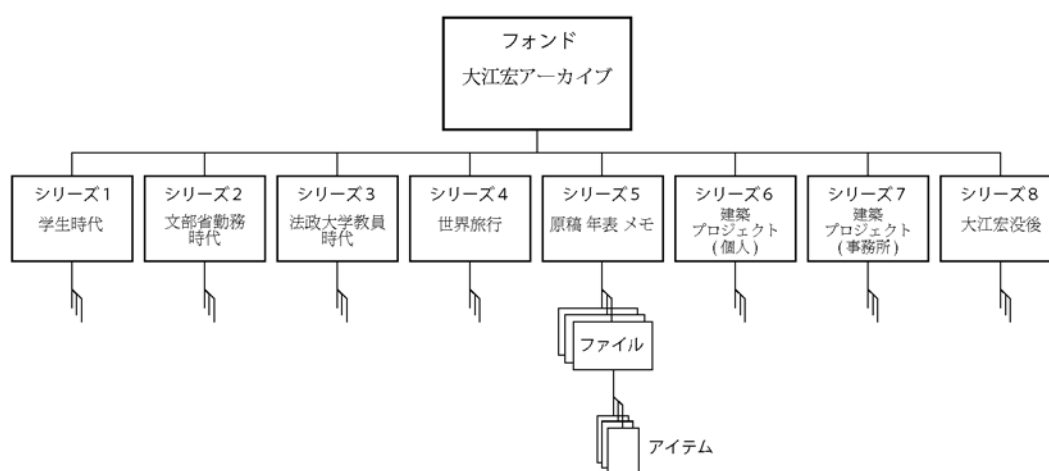 フォンド
大江宏アーカイブ
シリーズ1
学生時代
シリーズ2
文部省勤務
時代
シリーズ3
法政大学教員
時代
シリーズ4
世界旅行
シリーズ5
原稿 年表 メモ
シリーズ6
建築
プロジェクト
(個人)
シリーズ7
建築
プロジェクト
(事務所)
シリーズ8
大江宏没後
ファイル
アイテム